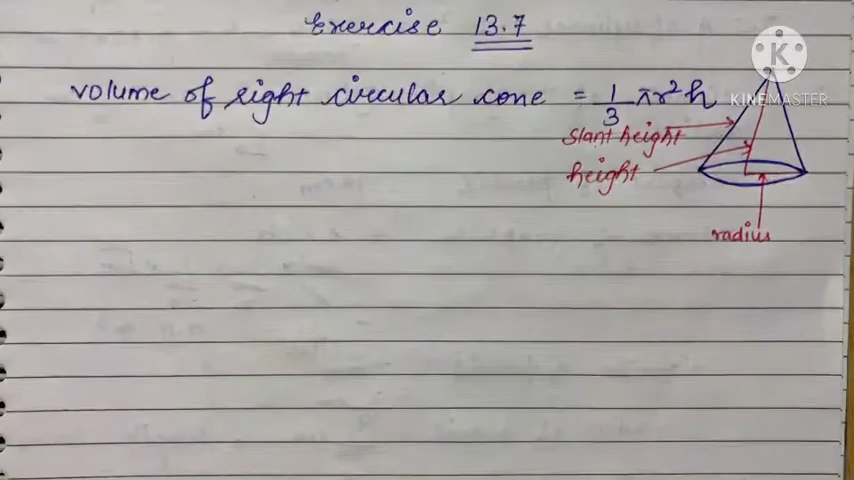 Exercise 13.7
volume of right circular cone = 1/3 πr²h
K
KINEMASTER
slant height
height
radius